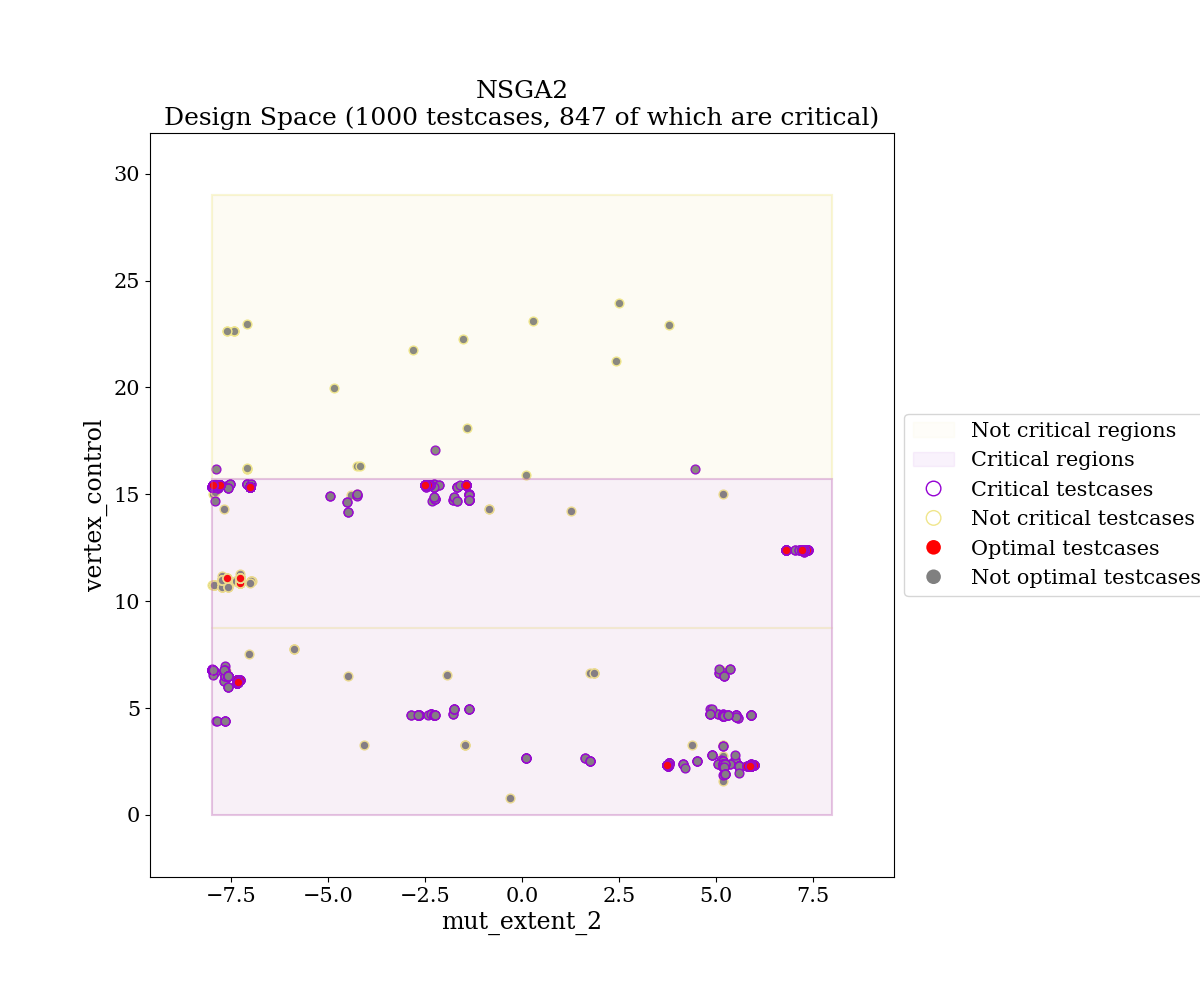 NSGA2
Design Space (1000 testcases, 847 of which are critical)
30
25
20
15
10
5
0
vertex_control
−7.5
−5.0
−2.5
0.0
2.5
5.0
7.5
mut_extent_2
Not critical regions
Critical regions
Critical testcases
Not critical testcases
Optimal testcases
Not optimal testcases